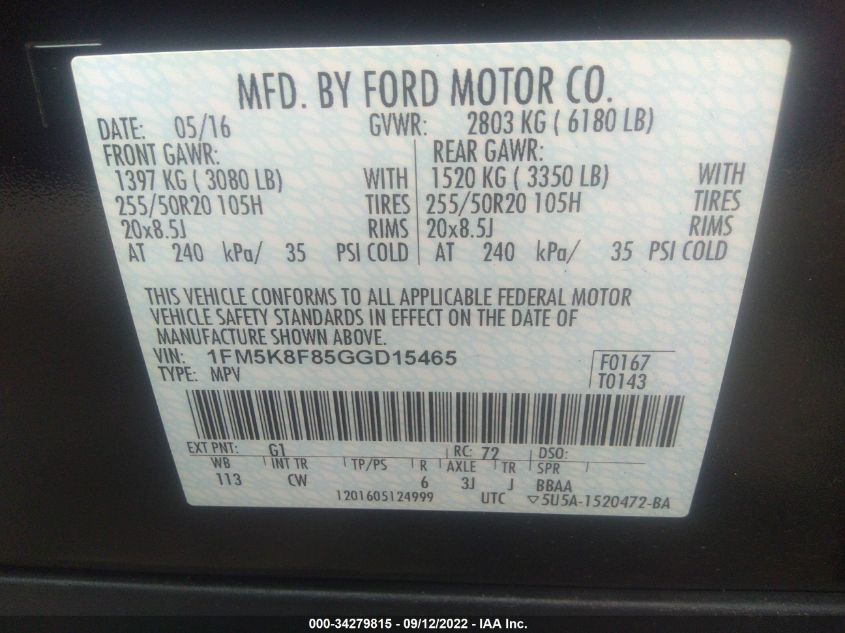 MFD. BY FORD MOTOR CO.
DATE: 05/16 GVWR: 2803 KG ( 6180 LB)
FRONT GAWR: REAR GAWR:
1397 KG ( 3080 LB) WITH 1520 KG ( 3350 LB) WITH
255/50R20 105H TIRES 255/50R20 105H TIRES
20x8.5J RIMS 20x8.5J RIMS
AT 240 kPa/ 35 PSI COLD AT 240 kPa/ 35 PSI COLD
THIS VEHICLE CONFORMS TO ALL APPLICABLE FEDERAL MOTOR
VEHICLE SAFETY STANDARDS IN EFFECT ON THE DATE OF
MANUFACTURE SHOWN ABOVE.
VIN: 1FM5K8F85GGD15465 F0167
TYPE: MPV T0143
EXT PNT: G1 RC: 72 DSO:
WB INT TR TP/PS R AXLE TR SPR
113 CW 6 3J J BBAA
1201605124999 UTC ▽5U5A-1520472-BA
000-34279815 - 09/12/2022 - IAA Inc.